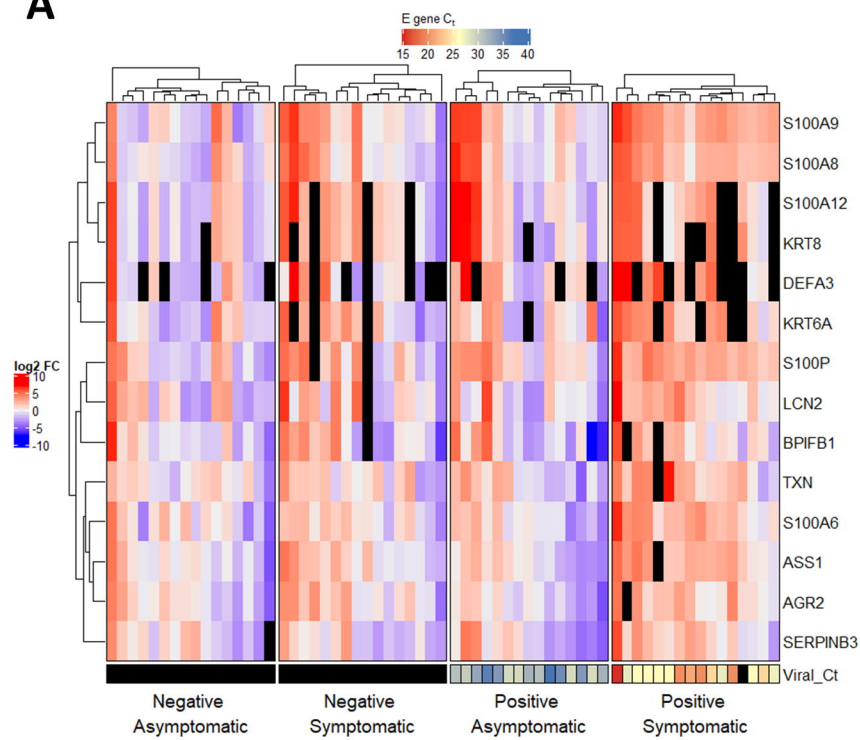 A
E gene Ct
15 20 25 30 35 40
S100A9
S100A8
S100A12
KRT8
DEFA3
KRT6A
S100P
LCN2
BPIFB1
TXN
S100A6
ASS1
AGR2
SERPINB3
Viral_Ct
log2 FC
10
5
0
-5
-10
Negative
Asymptomatic
Negative
Symptomatic
Positive
Asymptomatic
Positive
Symptomatic